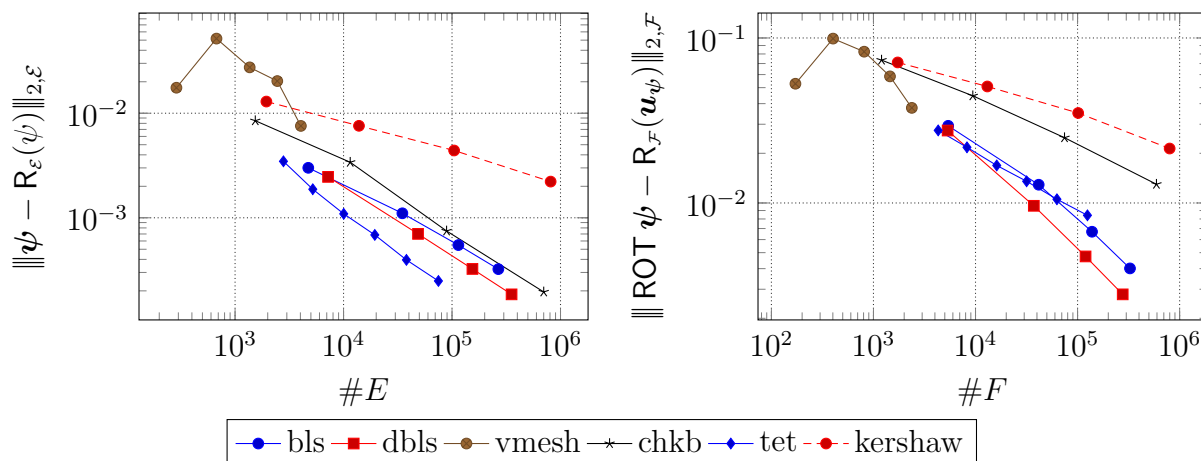 ⦀𝝍 − R_ℰ(ψ)⦀_{2,ℰ}
10^{−2}
10^{−3}
10^3 10^4 10^5 10^6
#E
⦀ROT 𝝍 − R_ℱ(𝒖_ψ)⦀_{2,ℱ}
10^{−1}
10^{−2}
10^2 10^3 10^4 10^5 10^6
#F
bls dbls vmesh chkb tet kershaw